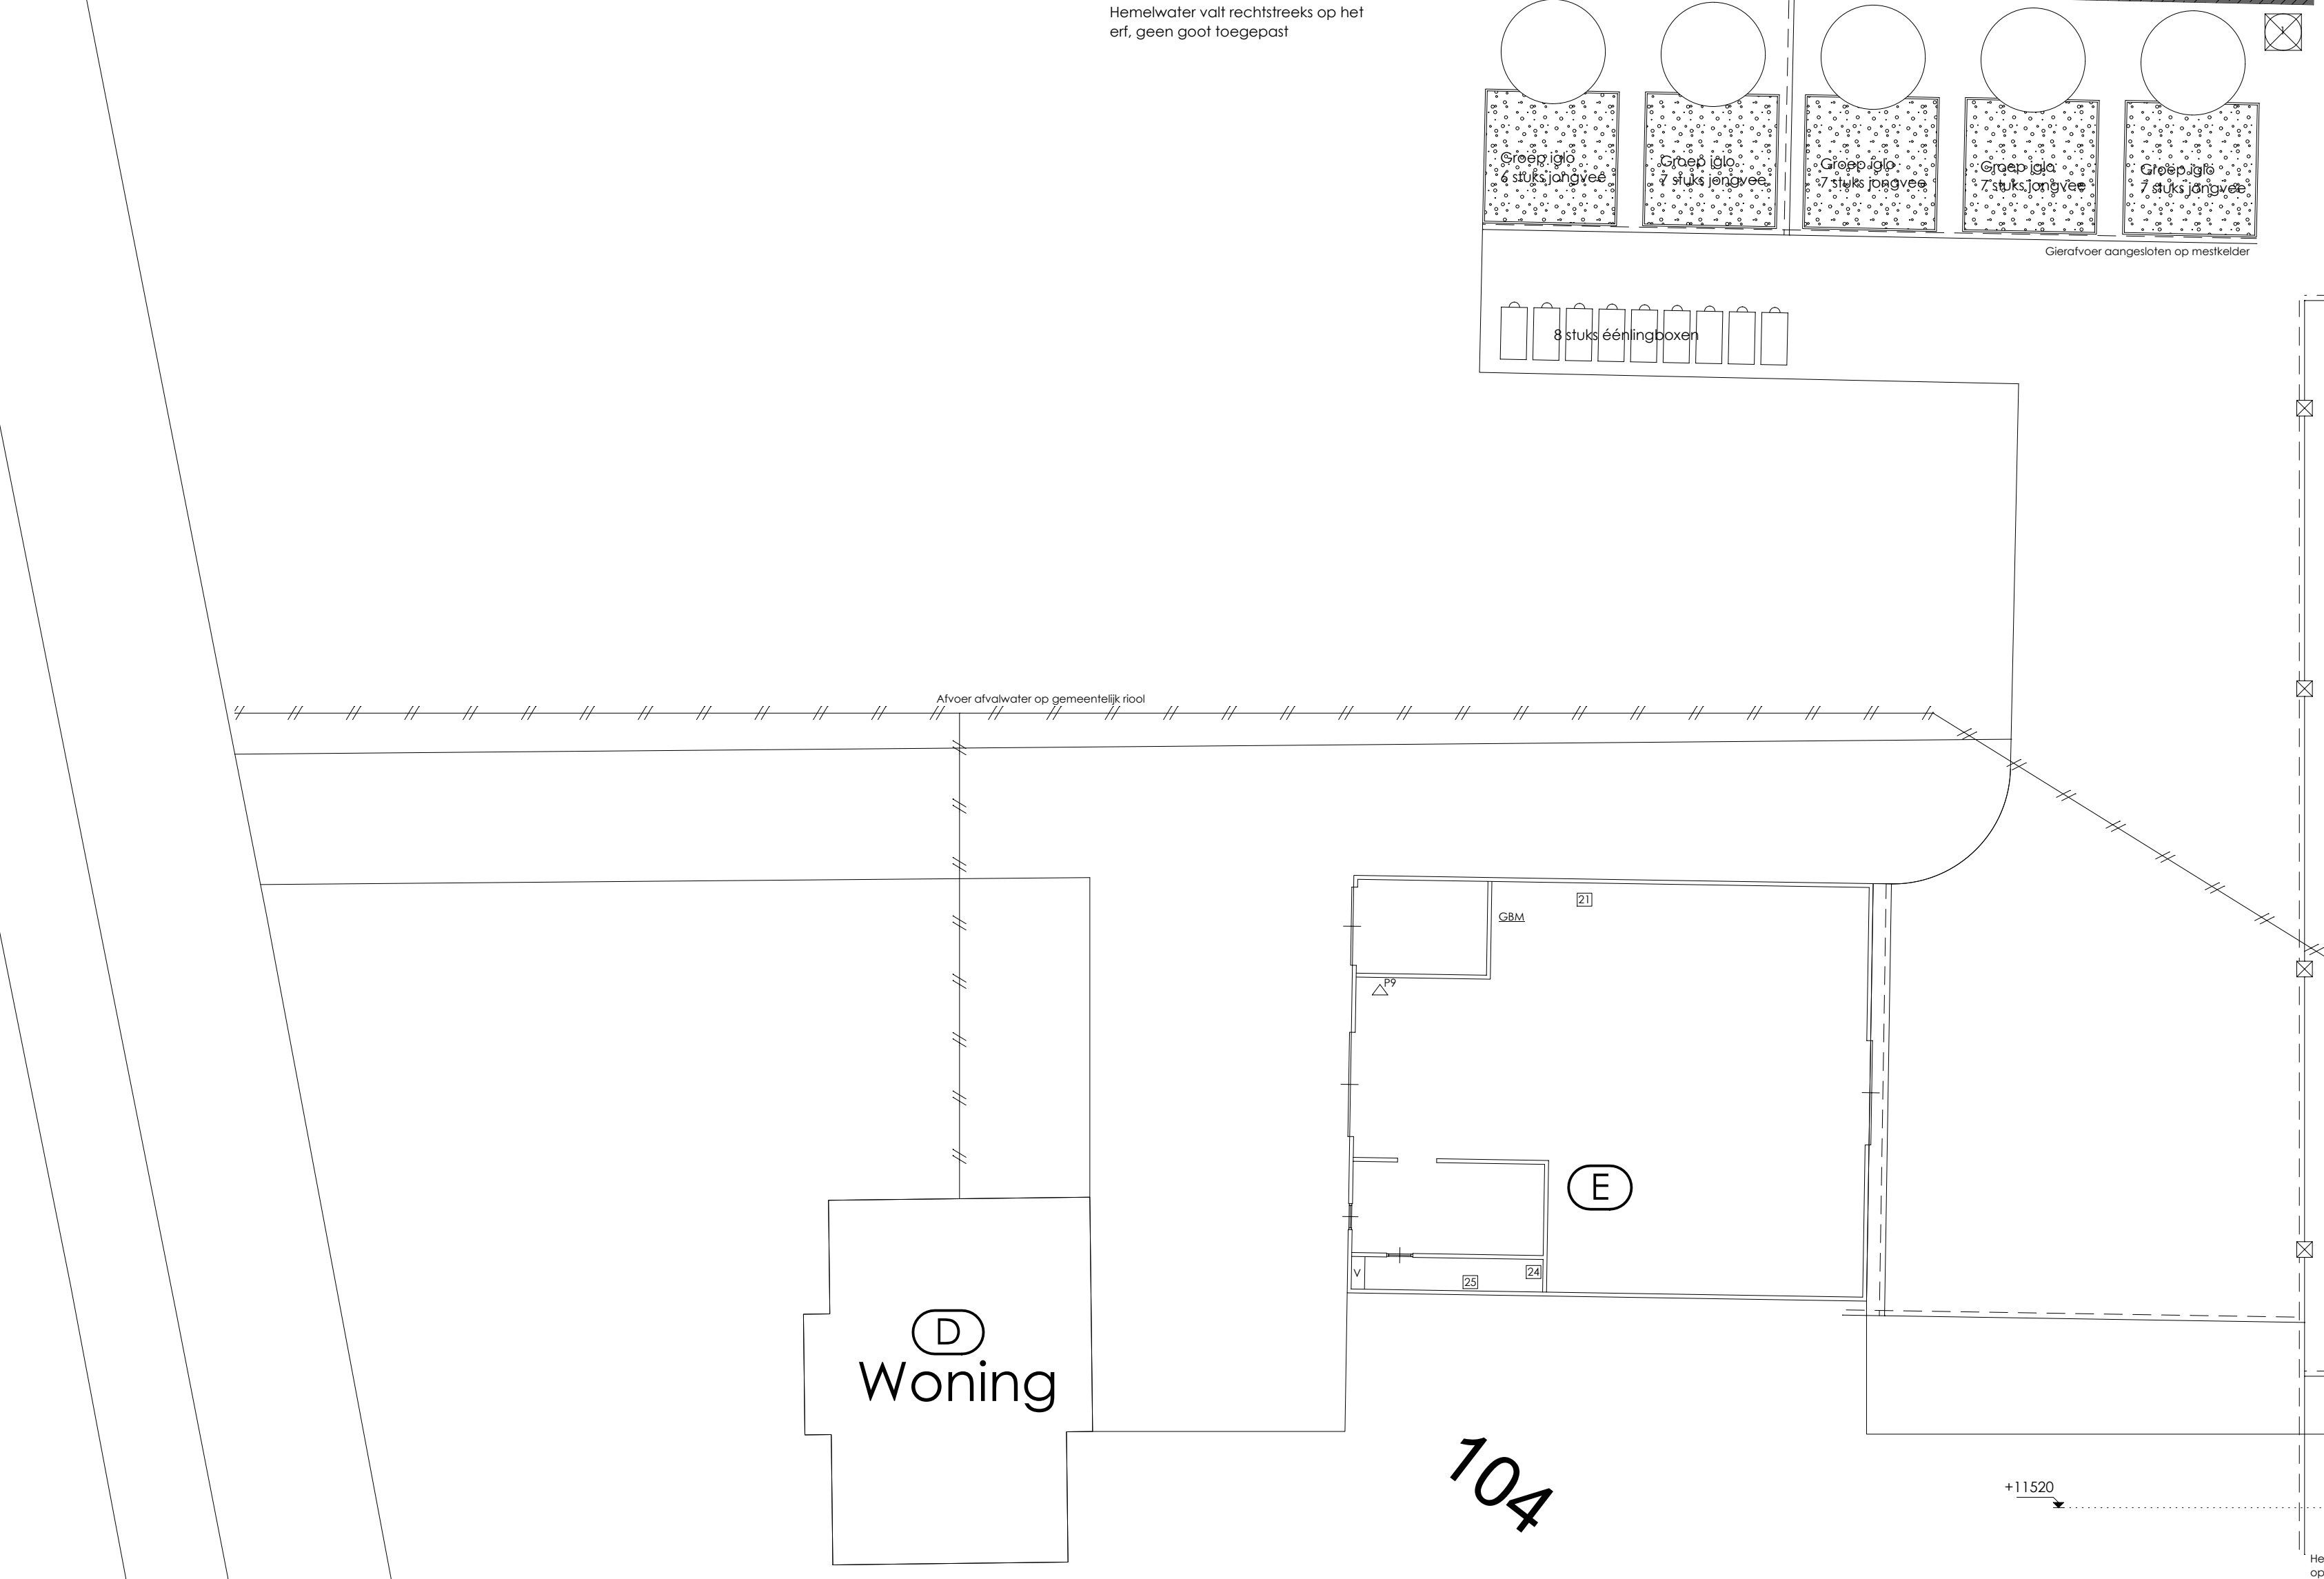 Hemelwater valt rechtstreeks op het
erf, geen goot toegepast
Groep iglo
6 stuks jongvee
Groep iglo
7 stuks jongvee
Groep iglo
7 stuks jongvee
Groep iglo
7 stuks jongvee
Groep iglo
7 stuks jongvee
Gierafvoer aangesloten op mestkelder
8 stuks éénlingboxen
Afvoer afvalwater op gemeentelijk riool
21
GBM
P9
E
V
25
24
D
Woning
104
+11520
He
op